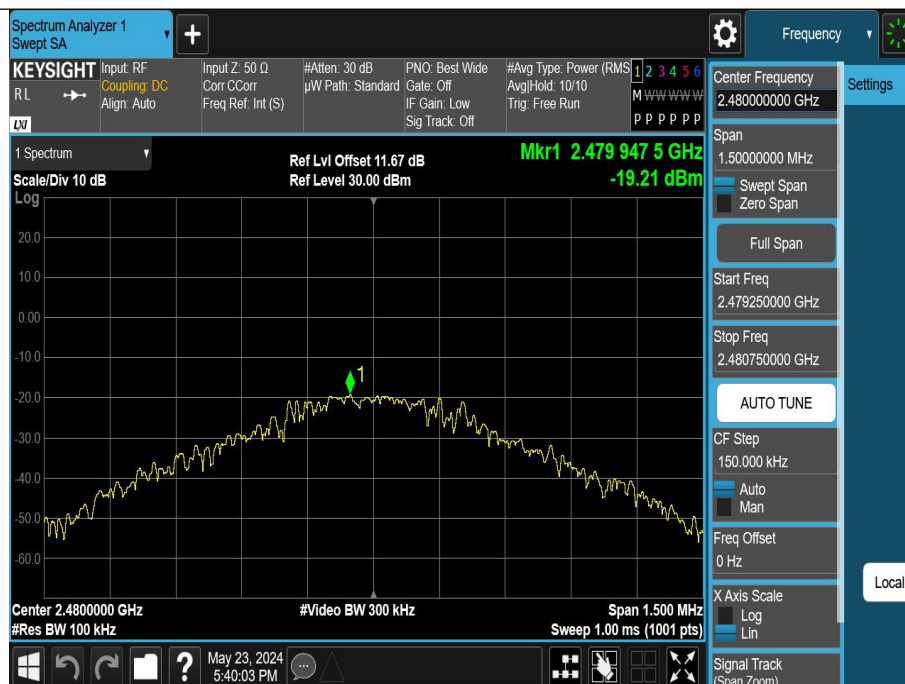 Spectrum Analyzer 1
Swept SA
Frequency
KEYSIGHT
RL
LXI
Input: RF
Coupling: DC
Align: Auto
Input Z: 50 Ω
Corr CCorr
Freq Ref: Int (S)
#Atten: 30 dB
µW Path: Standard
PNO: Best Wide
Gate: Off
IF Gain: Low
Sig Track: Off
#Avg Type: Power (RMS
Avg|Hold: 10/10
Trig: Free Run
1 2 3 4 5 6
M W W W W W
P P P P P P
1 Spectrum
Scale/Div 10 dB
Log
Ref Lvl Offset 11.67 dB
Ref Level 30.00 dBm
Mkr1 2.479 947 5 GHz
-19.21 dBm
20.0
10.0
0.00
-10.0
-20.0
-30.0
-40.0
-50.0
-60.0
1
Center 2.4800000 GHz
#Res BW 100 kHz
#Video BW 300 kHz
Span 1.500 MHz
Sweep 1.00 ms (1001 pts)
Center Frequency
2.480000000 GHz
Settings
Span
1.50000000 MHz
Swept Span
Zero Span
Full Span
Start Freq
2.479250000 GHz
Stop Freq
2.480750000 GHz
AUTO TUNE
CF Step
150.000 kHz
Auto
Man
Freq Offset
0 Hz
X Axis Scale
Log
Lin
Local
Signal Track
(Span Zoom)
May 23, 2024
5:40:03 PM